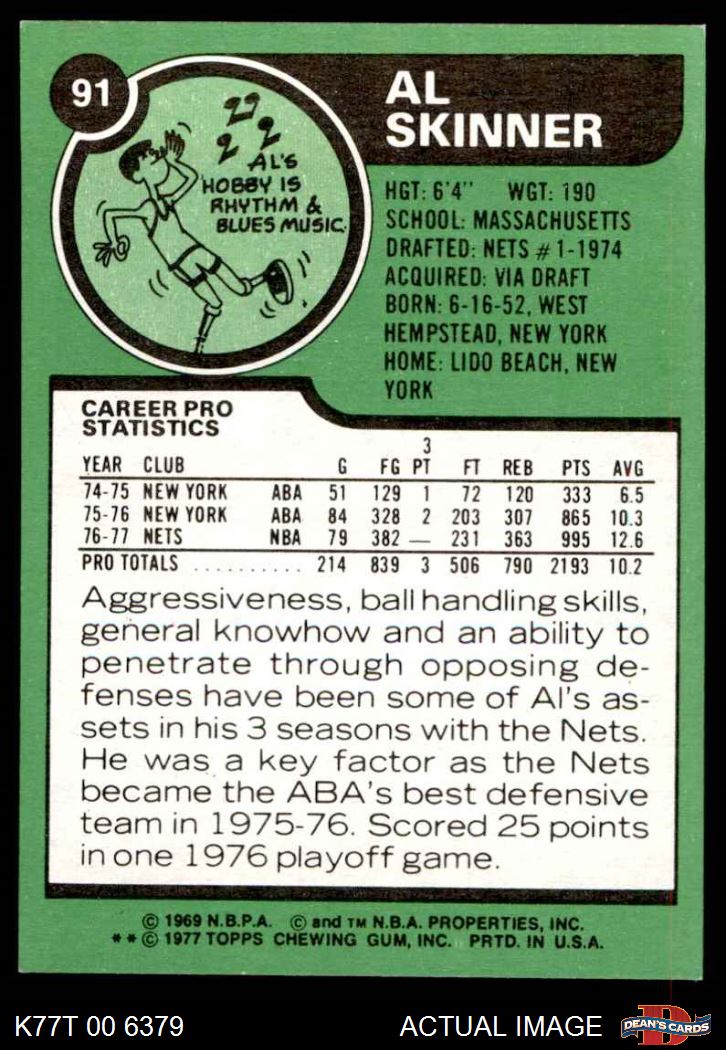 91
AL
SKINNER
AL'S
HOBBY IS
RHYTHM &
BLUES MUSIC.
HGT: 6'4" WGT: 190
SCHOOL: MASSACHUSETTS
DRAFTED: NETS #1-1974
ACQUIRED: VIA DRAFT
BORN: 6-16-52, WEST
HEMPSTEAD, NEW YORK
HOME: LIDO BEACH, NEW
YORK
CAREER PRO
STATISTICS
3
YEAR CLUB G FG PT FT REB PTS AVG
74-75 NEW YORK ABA 51 129 1 72 120 333 6.5
75-76 NEW YORK ABA 84 328 2 203 307 865 10.3
76-77 NETS NBA 79 382 — 231 363 995 12.6
PRO TOTALS .......... 214 839 3 506 790 2193 10.2
Aggressiveness, ball handling skills,
general knowhow and an ability to
penetrate through opposing de-
fenses have been some of Al's as-
sets in his 3 seasons with the Nets.
He was a key factor as the Nets
became the ABA's best defensive
team in 1975-76. Scored 25 points
in one 1976 playoff game.
© 1969 N.B.P.A. © and TM N.B.A. PROPERTIES, INC.
**© 1977 TOPPS CHEWING GUM, INC. PRTD. IN U.S.A.
K77T 00 6379 ACTUAL IMAGE D DEAN'S CARDS